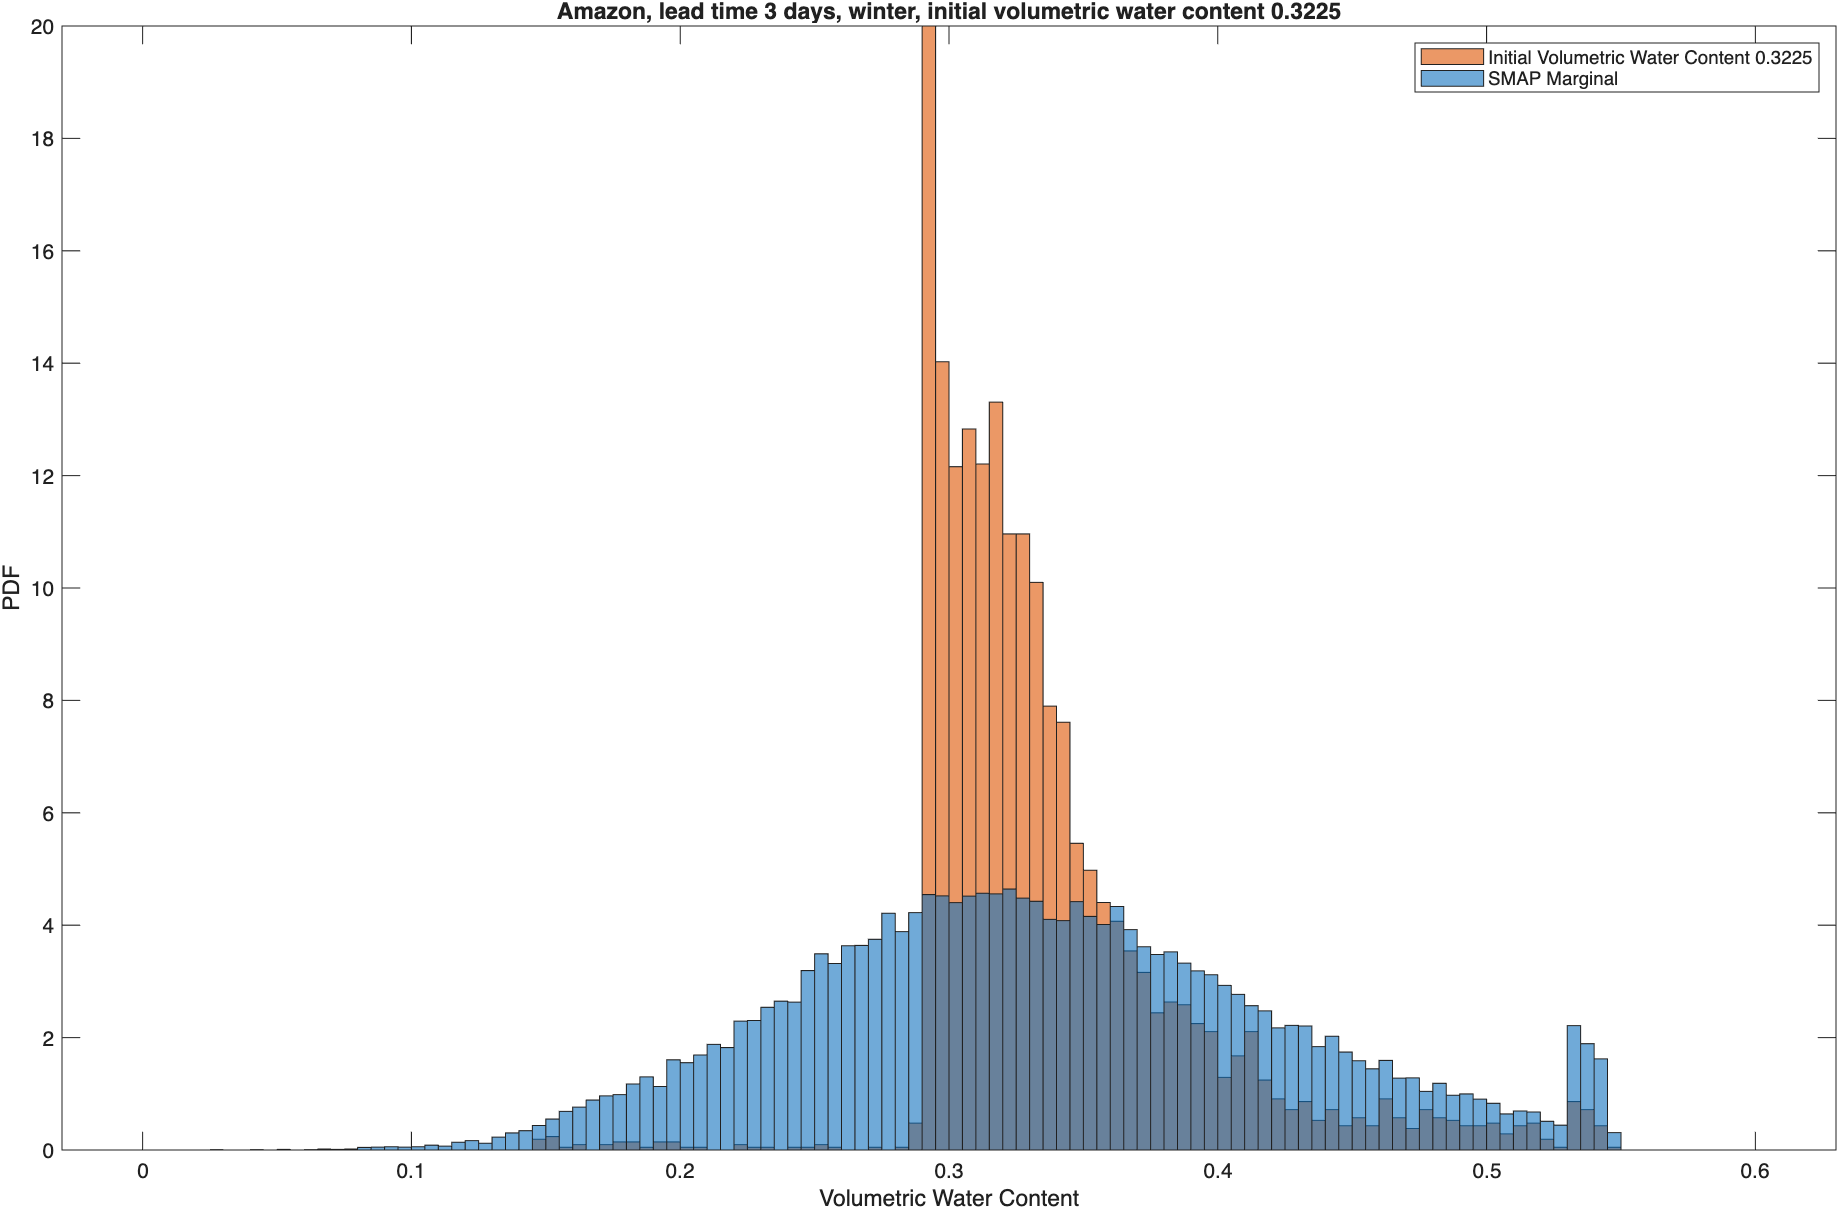 Amazon, lead time 3 days, winter, initial volumetric water content 0.3225
Initial Volumetric Water Content 0.3225
SMAP Marginal
20
18
16
14
12
10
8
6
4
2
0
PDF
0 0.1 0.2 0.3 0.4 0.5 0.6
Volumetric Water Content